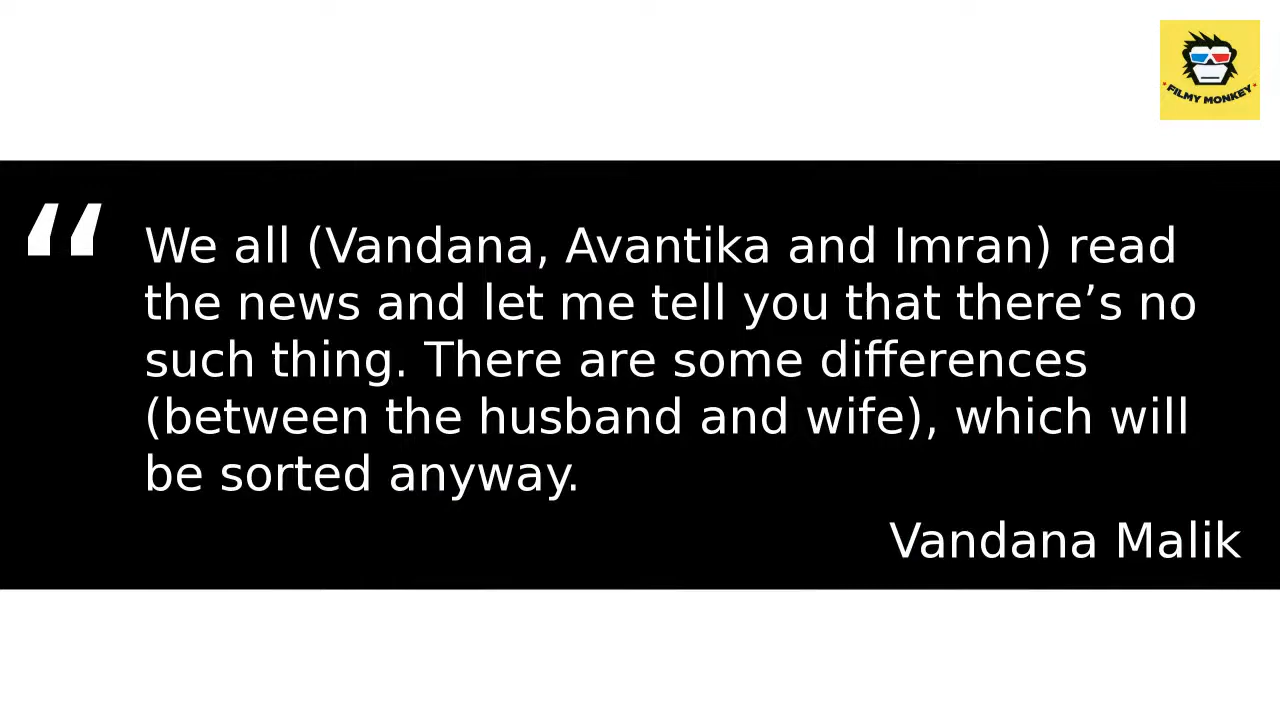 FILMY MONKEY
“
We all (Vandana, Avantika and Imran) read
the news and let me tell you that there’s no
such thing. There are some differences
(between the husband and wife), which will
be sorted anyway.
Vandana Malik